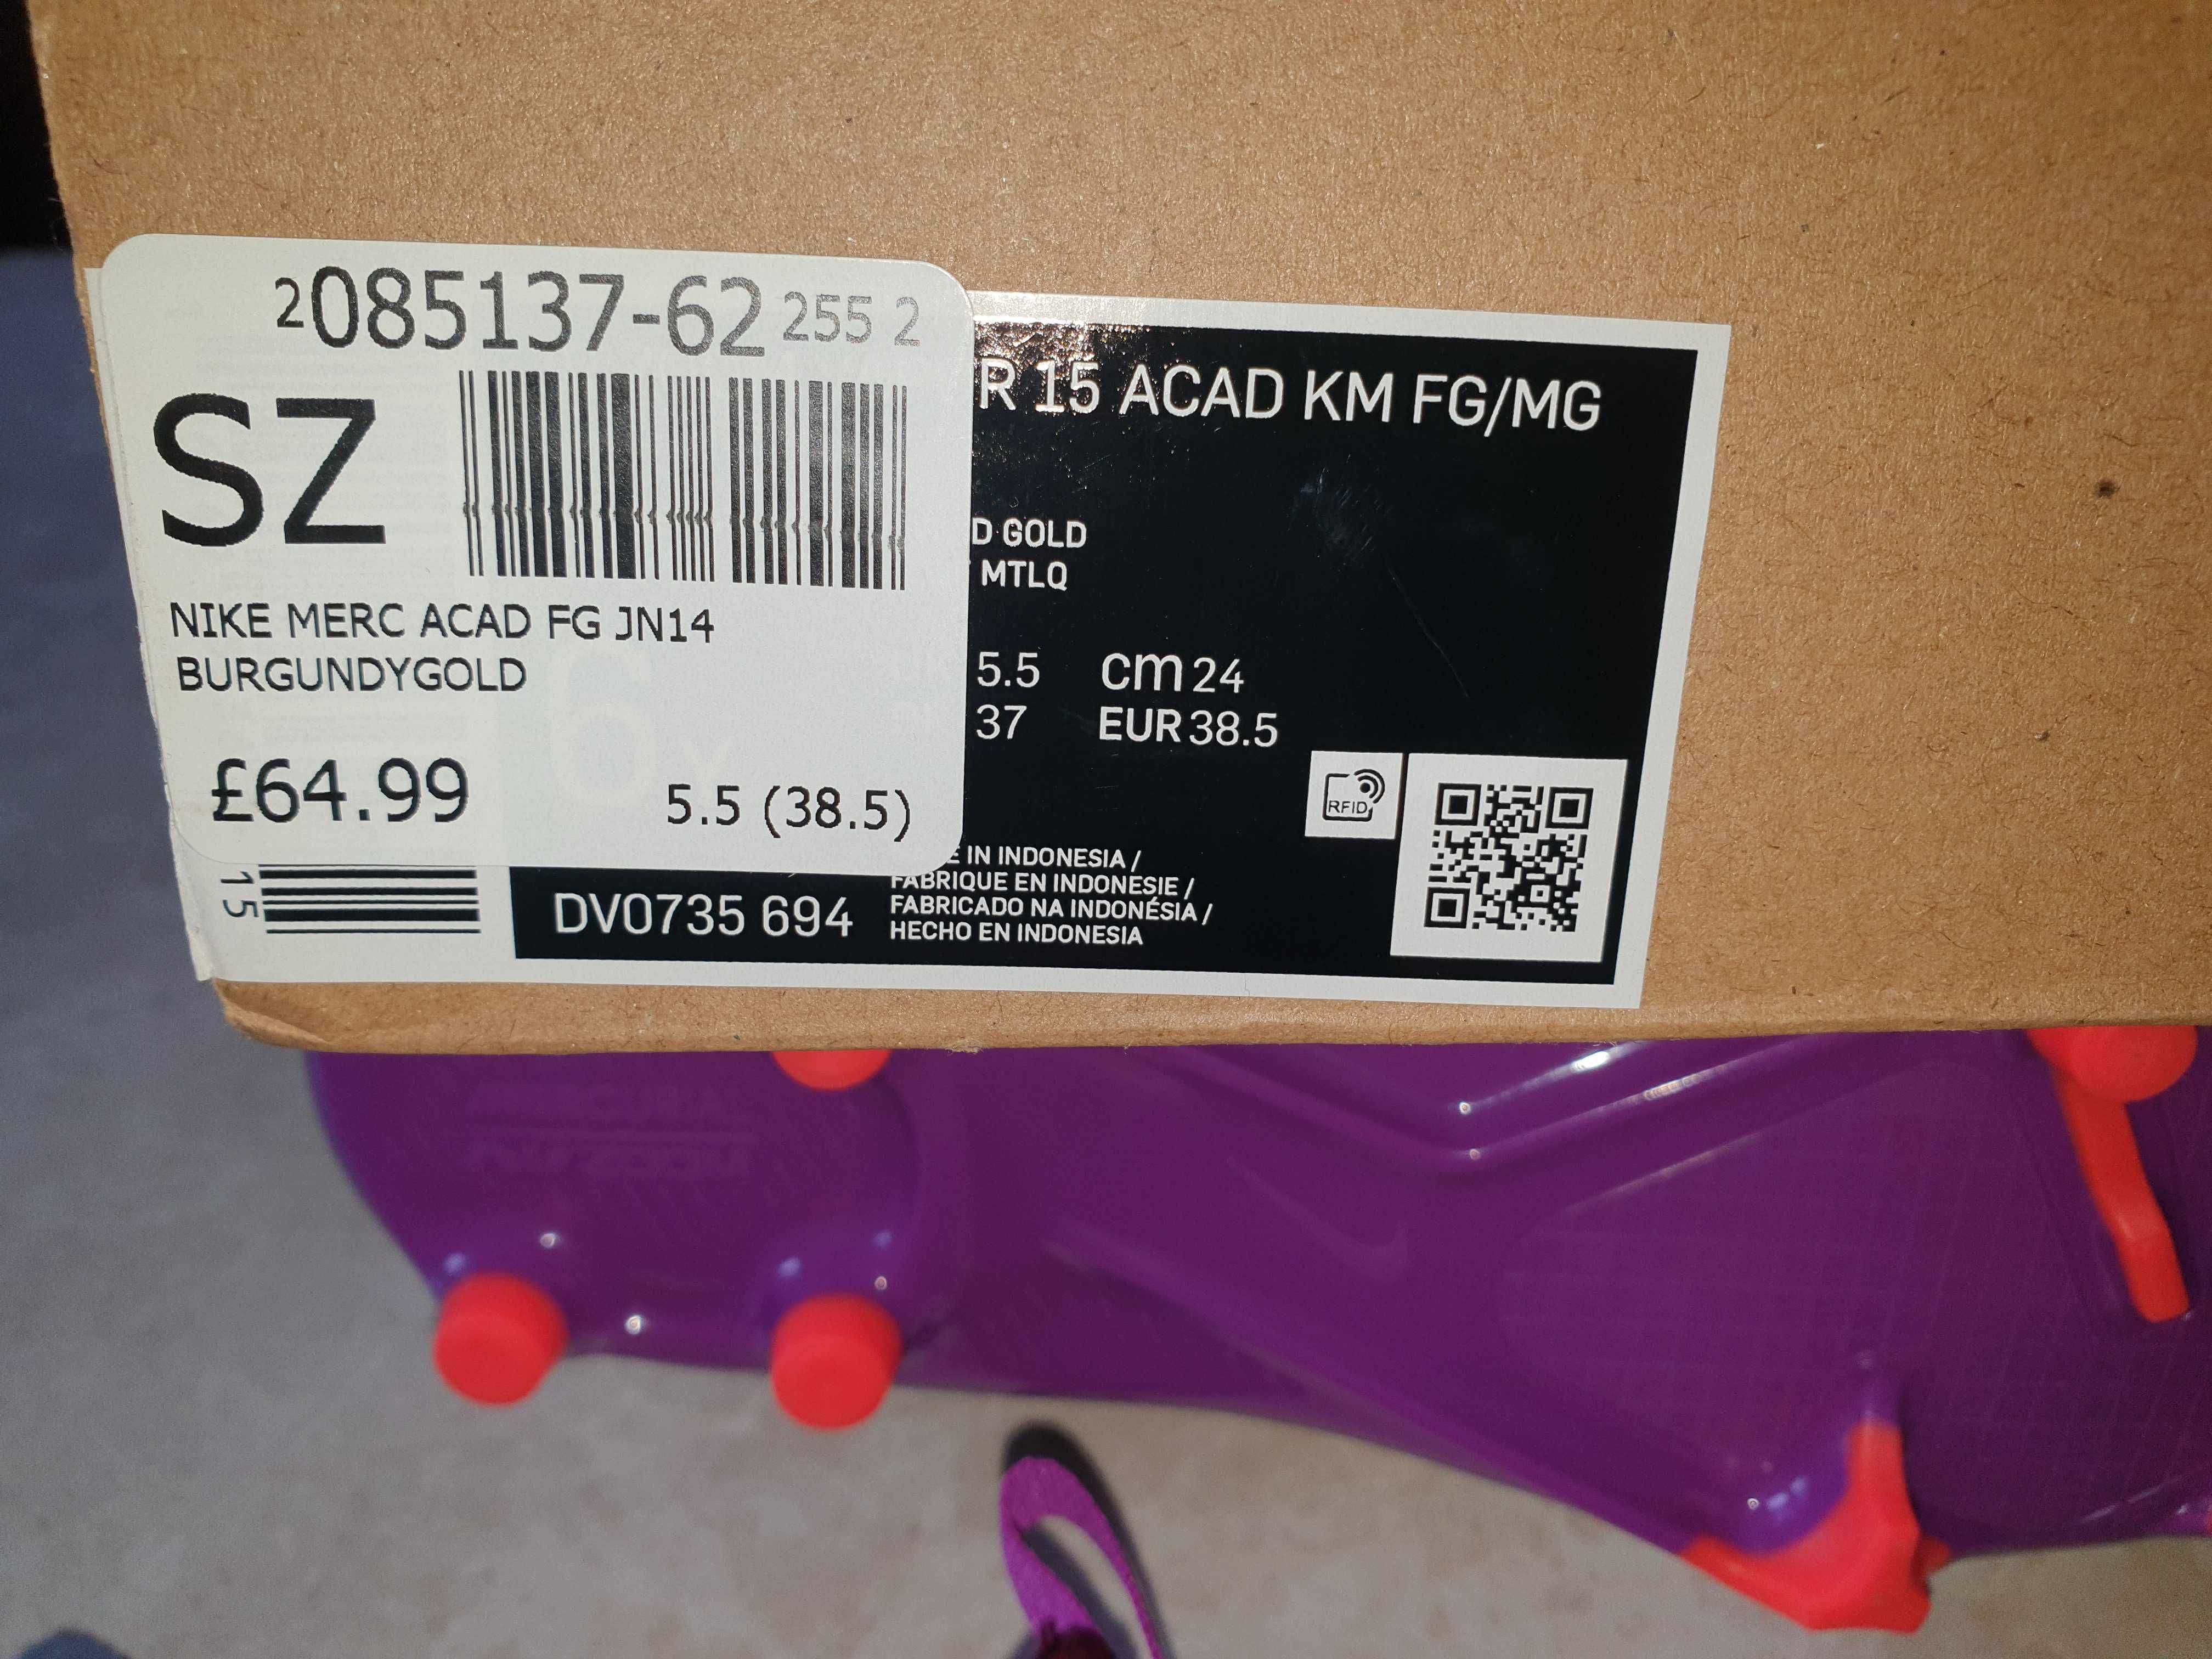 2085137-62 255 2
SZ
NIKE MERC ACAD FG JN14
BURGUNDYGOLD
£64.99 5.5 (38.5)
R 15 ACAD KM FG/MG
D GOLD
MTLQ
5.5 cm 24
37 EUR 38.5
RFID
E IN INDONESIA /
FABRIQUE EN INDONESIE /
FABRICADO NA INDONÉSIA /
HECHO EN INDONESIA
DV0735 694
15